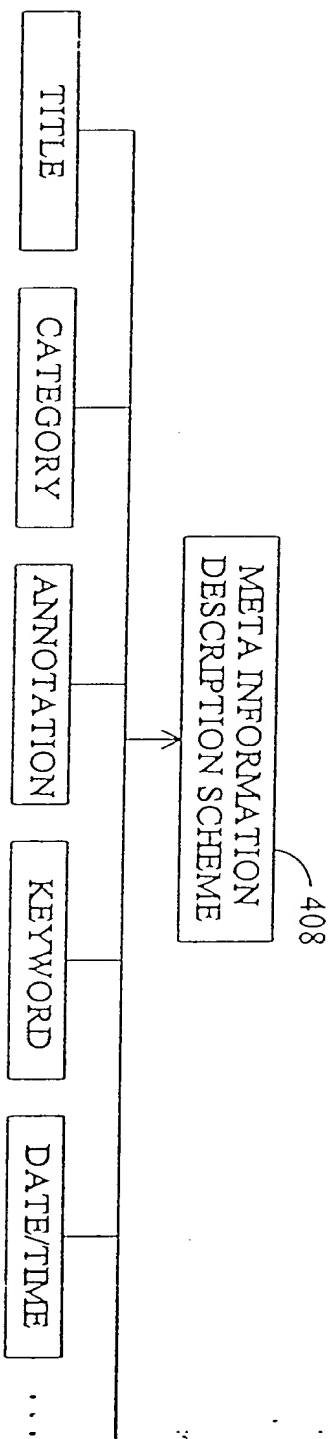 408
META INFORMATION
DESCRIPTION SCHEME
TITLE
CATEGORY
ANNOTATION
KEYWORD
DATE/TIME
...